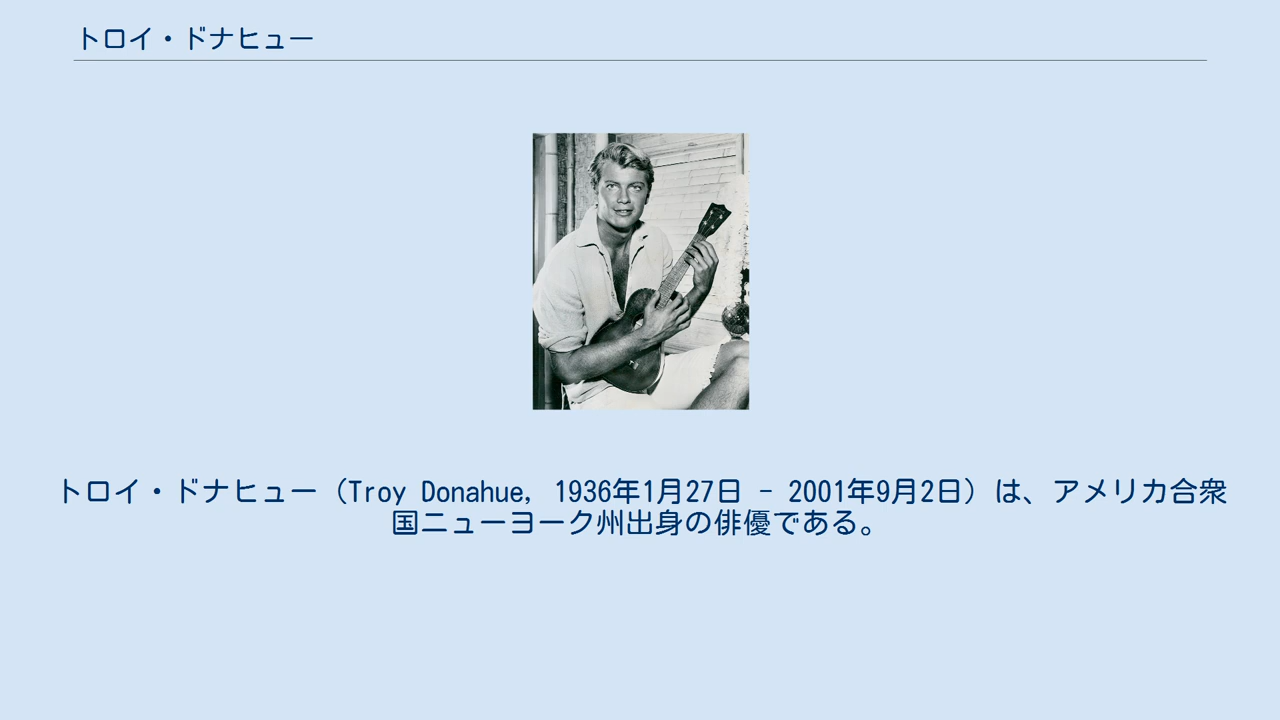 トロイ・ドナヒュー
トロイ・ドナヒュー（Troy Donahue, 1936年1月27日 - 2001年9月2日）は、アメリカ合衆
国ニューヨーク州出身の俳優である。